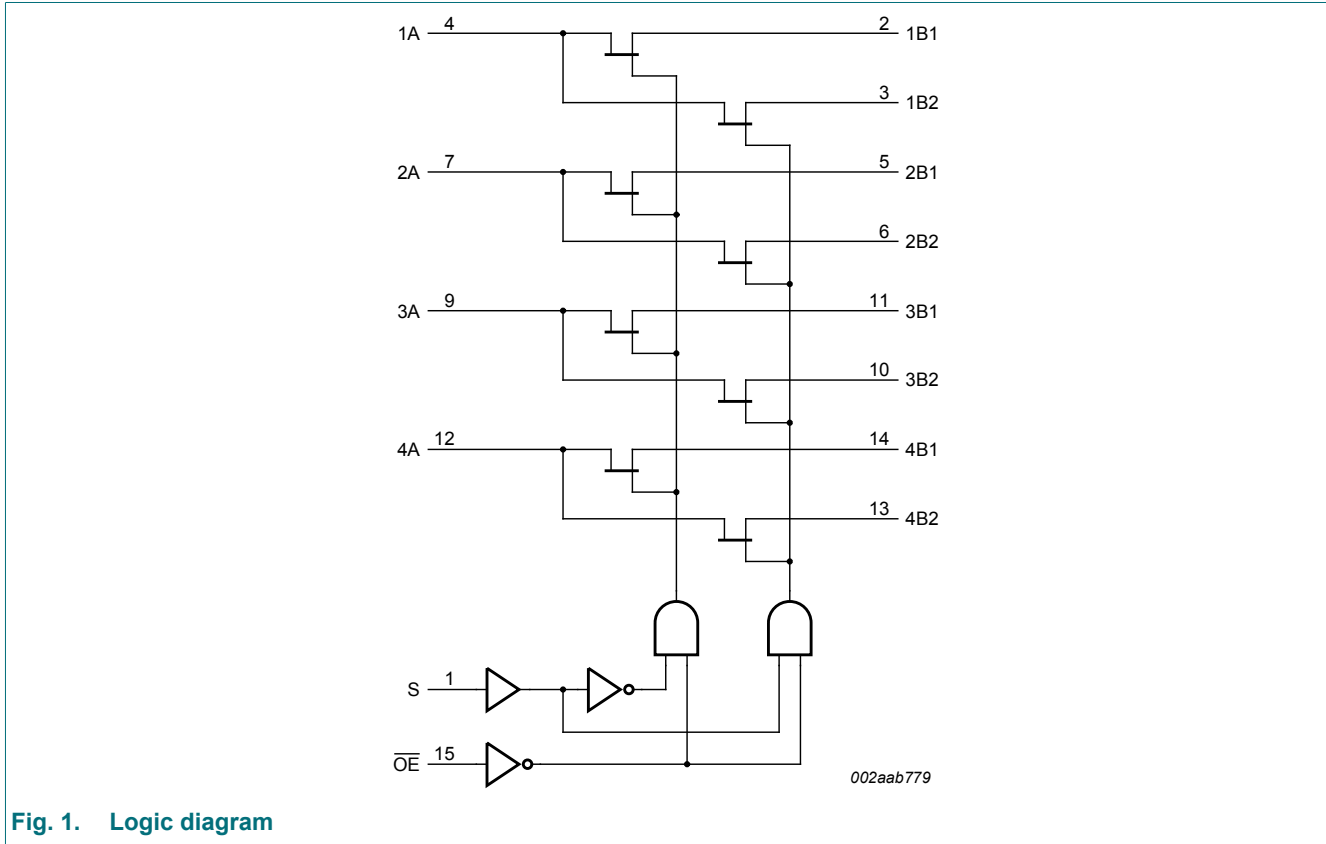 1A 4 2 1B1
3 1B2
2A 7 5 2B1
6 2B2
3A 9 11 3B1
10 3B2
4A 12 14 4B1
13 4B2
S 1
OE 15
002aab779
Fig. 1. Logic diagram